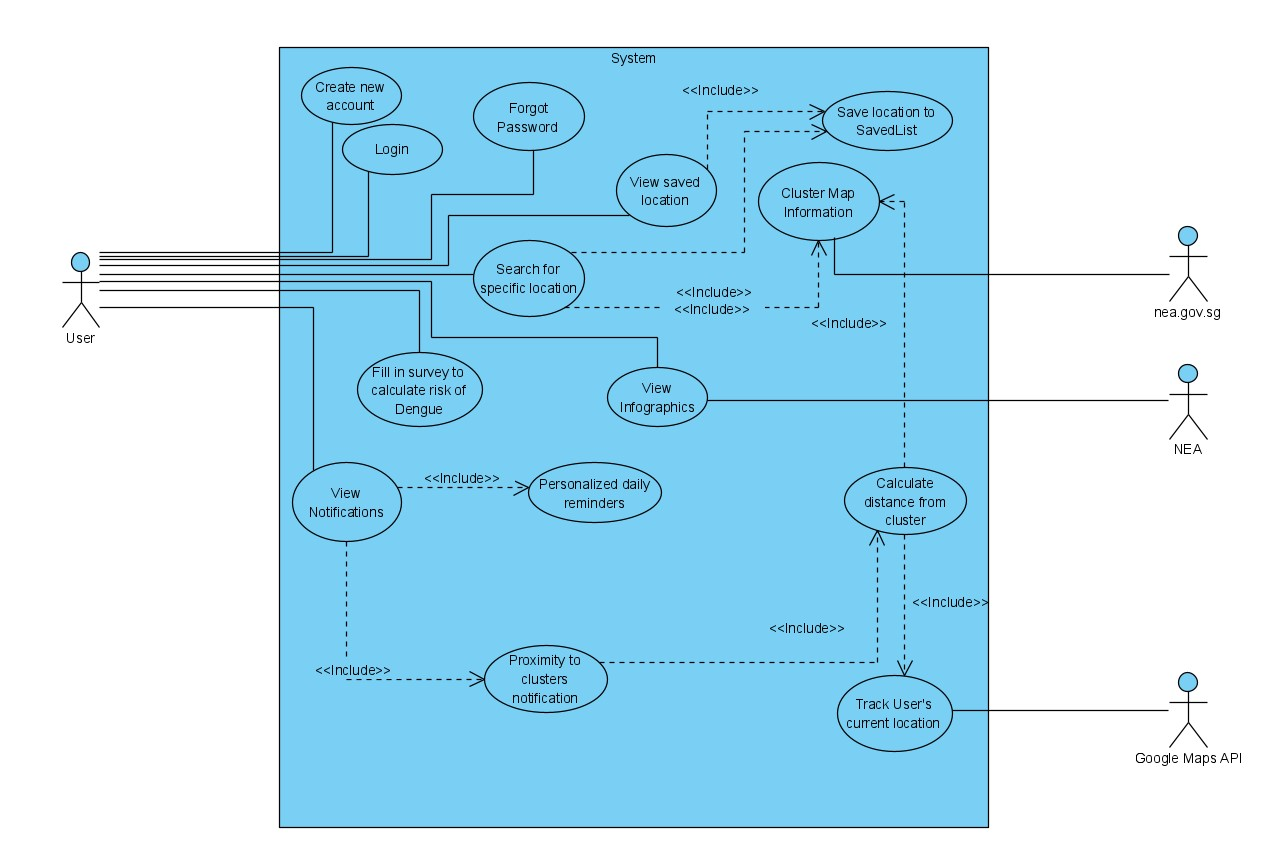 System
Create new
account
Forgot
Password
Login
<<Include>>
Save location to
SavedList
View saved
location
Cluster Map
Information
Search for
specific location
<<Include>>
<<Include>>
<<Include>>
User
nea.gov.sg
Fill in survey to
calculate risk of
Dengue
View
Infographics
NEA
View
Notifications
<<Include>>
Personalized daily
reminders
Calculate
distance from
cluster
<<Include>>
<<Include>>
<<Include>>
Proximity to
clusters
notification
Track User's
current location
Google Maps API